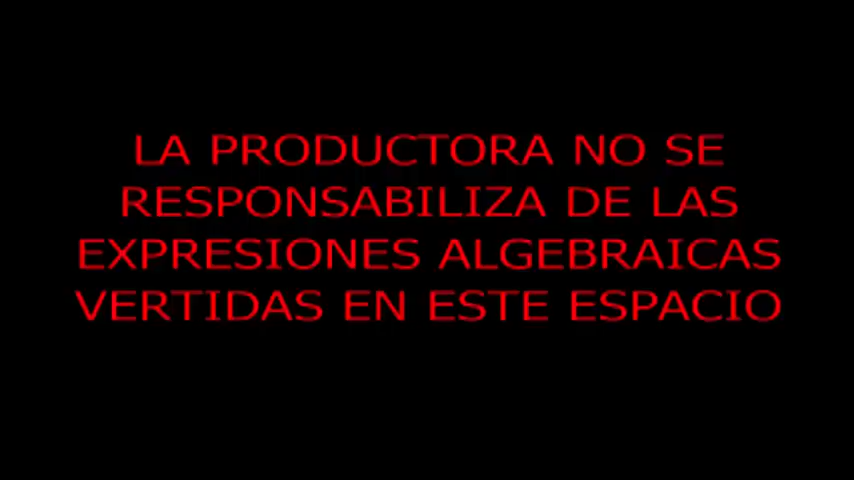 LA PRODUCTORA NO SE
RESPONSABILIZA DE LAS
EXPRESIONES ALGEBRAICAS
VERTIDAS EN ESTE ESPACIO